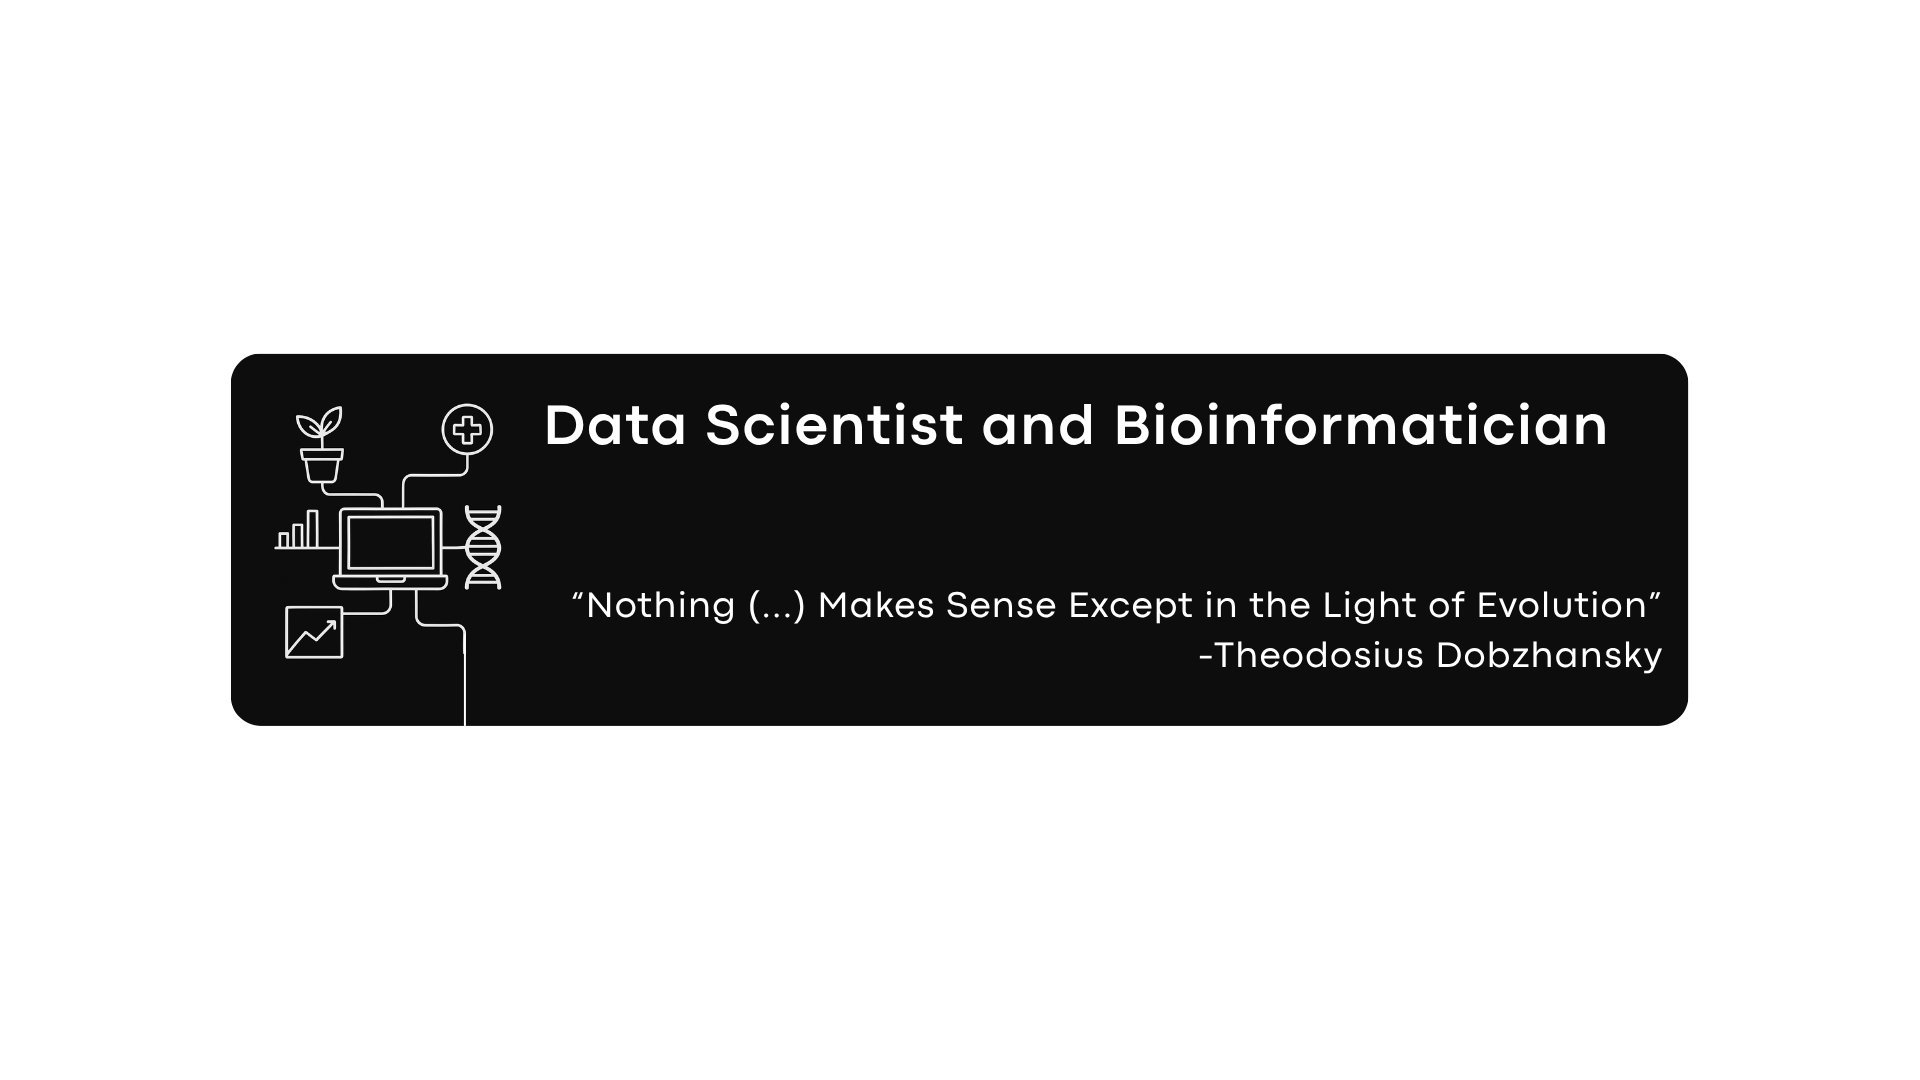 Data Scientist and Bioinformatician
“Nothing (...) Makes Sense Except in the Light of Evolution”
-Theodosius Dobzhansky